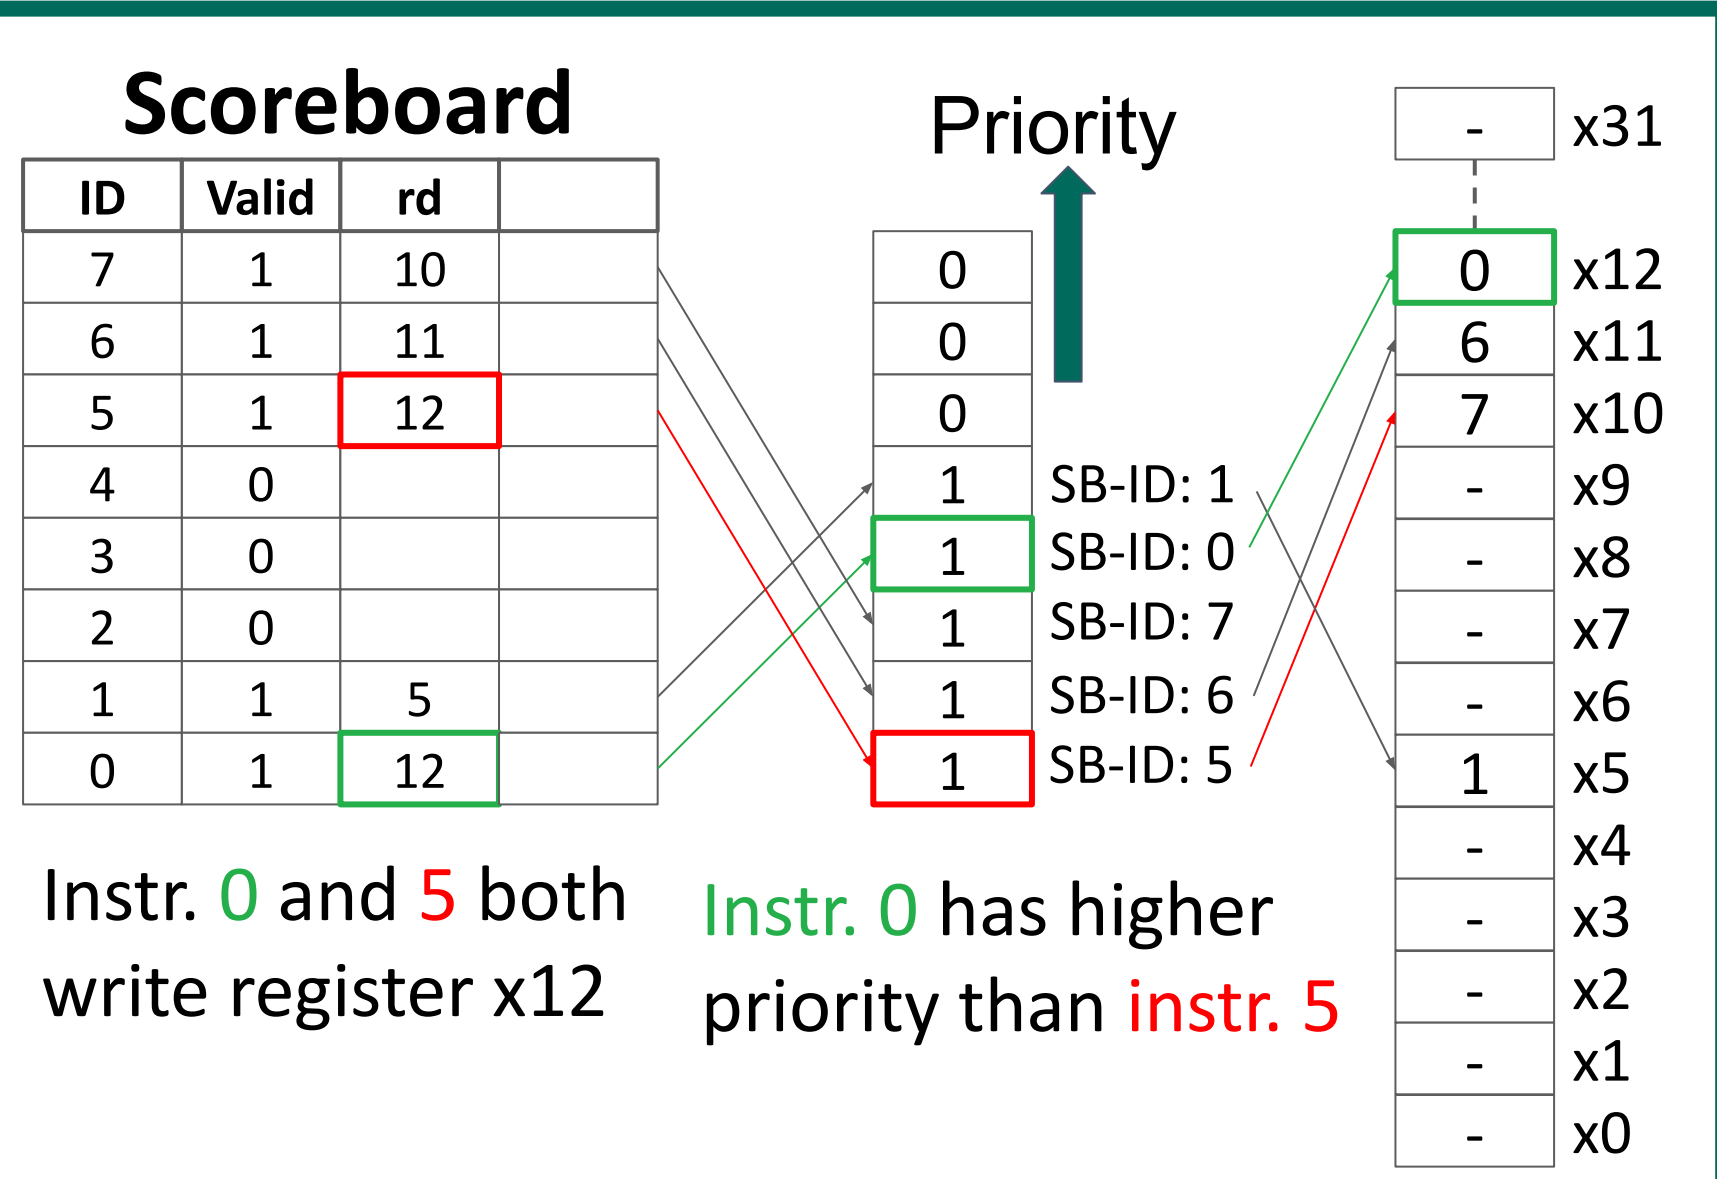 Scoreboard
ID Valid rd
7 1 10
6 1 11
5 1 12
4 0
3 0
2 0
1 1 5
0 1 12
Instr. 0 and 5 both
write register x12
Priority
0
0
0
1 SB-ID: 1
1 SB-ID: 0
1 SB-ID: 7
1 SB-ID: 6
1 SB-ID: 5
Instr. 0 has higher
priority than instr. 5
- x31
0 x12
6 x11
7 x10
- x9
- x8
- x7
- x6
1 x5
- x4
- x3
- x2
- x1
- x0